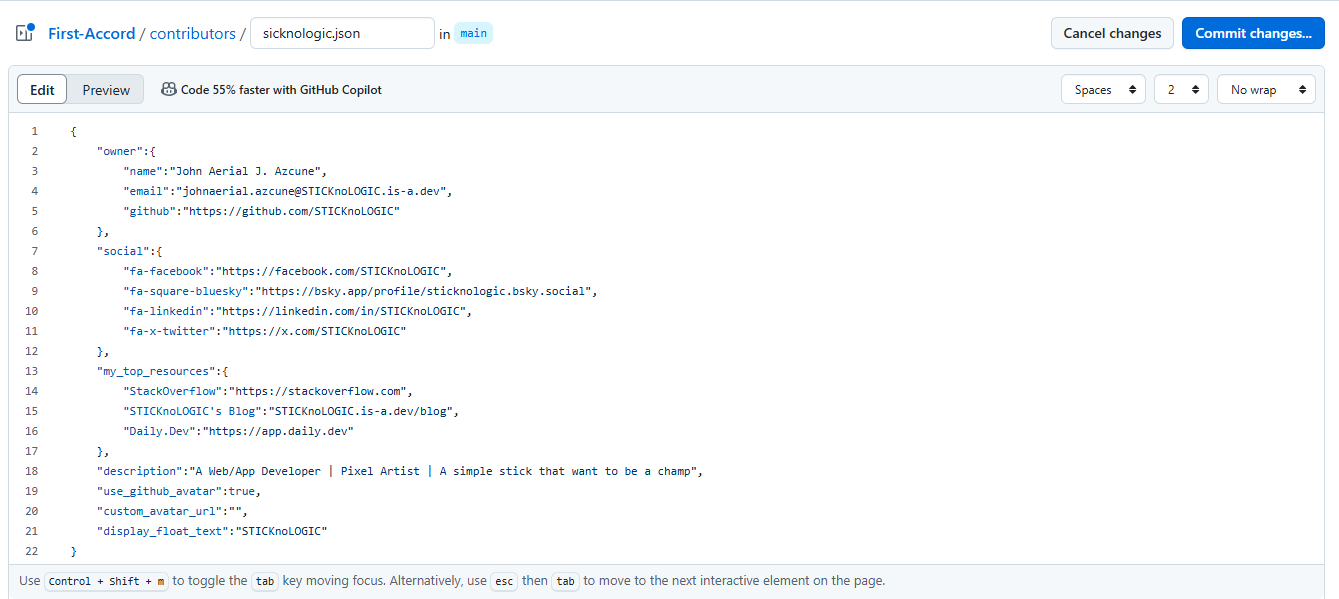 First-Accord / contributors / sicknologic.json in main Cancel changes Commit changes...
Edit Preview Code 55% faster with GitHub Copilot Spaces 2 No wrap
1 {
2 "owner":{
3 "name":"John Aerial J. Azcune",
4 "email":"johnaerial.azcune@STICKnoLOGIC.is-a.dev",
5 "github":"https://github.com/STICKnoLOGIC"
6 },
7 "social":{
8 "fa-facebook":"https://facebook.com/STICKnoLOGIC",
9 "fa-square-bluesky":"https://bsky.app/profile/sticknologic.bsky.social",
10 "fa-linkedin":"https://linkedin.com/in/STICKnoLOGIC",
11 "fa-x-twitter":"https://x.com/STICKnoLOGIC"
12 },
13 "my_top_resources":{
14 "StackOverflow":"https://stackoverflow.com",
15 "STICKnoLOGIC's Blog":"STICKnoLOGIC.is-a.dev/blog",
16 "Daily.Dev":"https://app.daily.dev"
17 },
18 "description":"A Web/App Developer | Pixel Artist | A simple stick that want to be a champ",
19 "use_github_avatar":true,
20 "custom_avatar_url":"",
21 "display_float_text":"STICKnoLOGIC"
22 }
Use Control + Shift + m to toggle the tab key moving focus. Alternatively, use esc then tab to move to the next interactive element on the page.